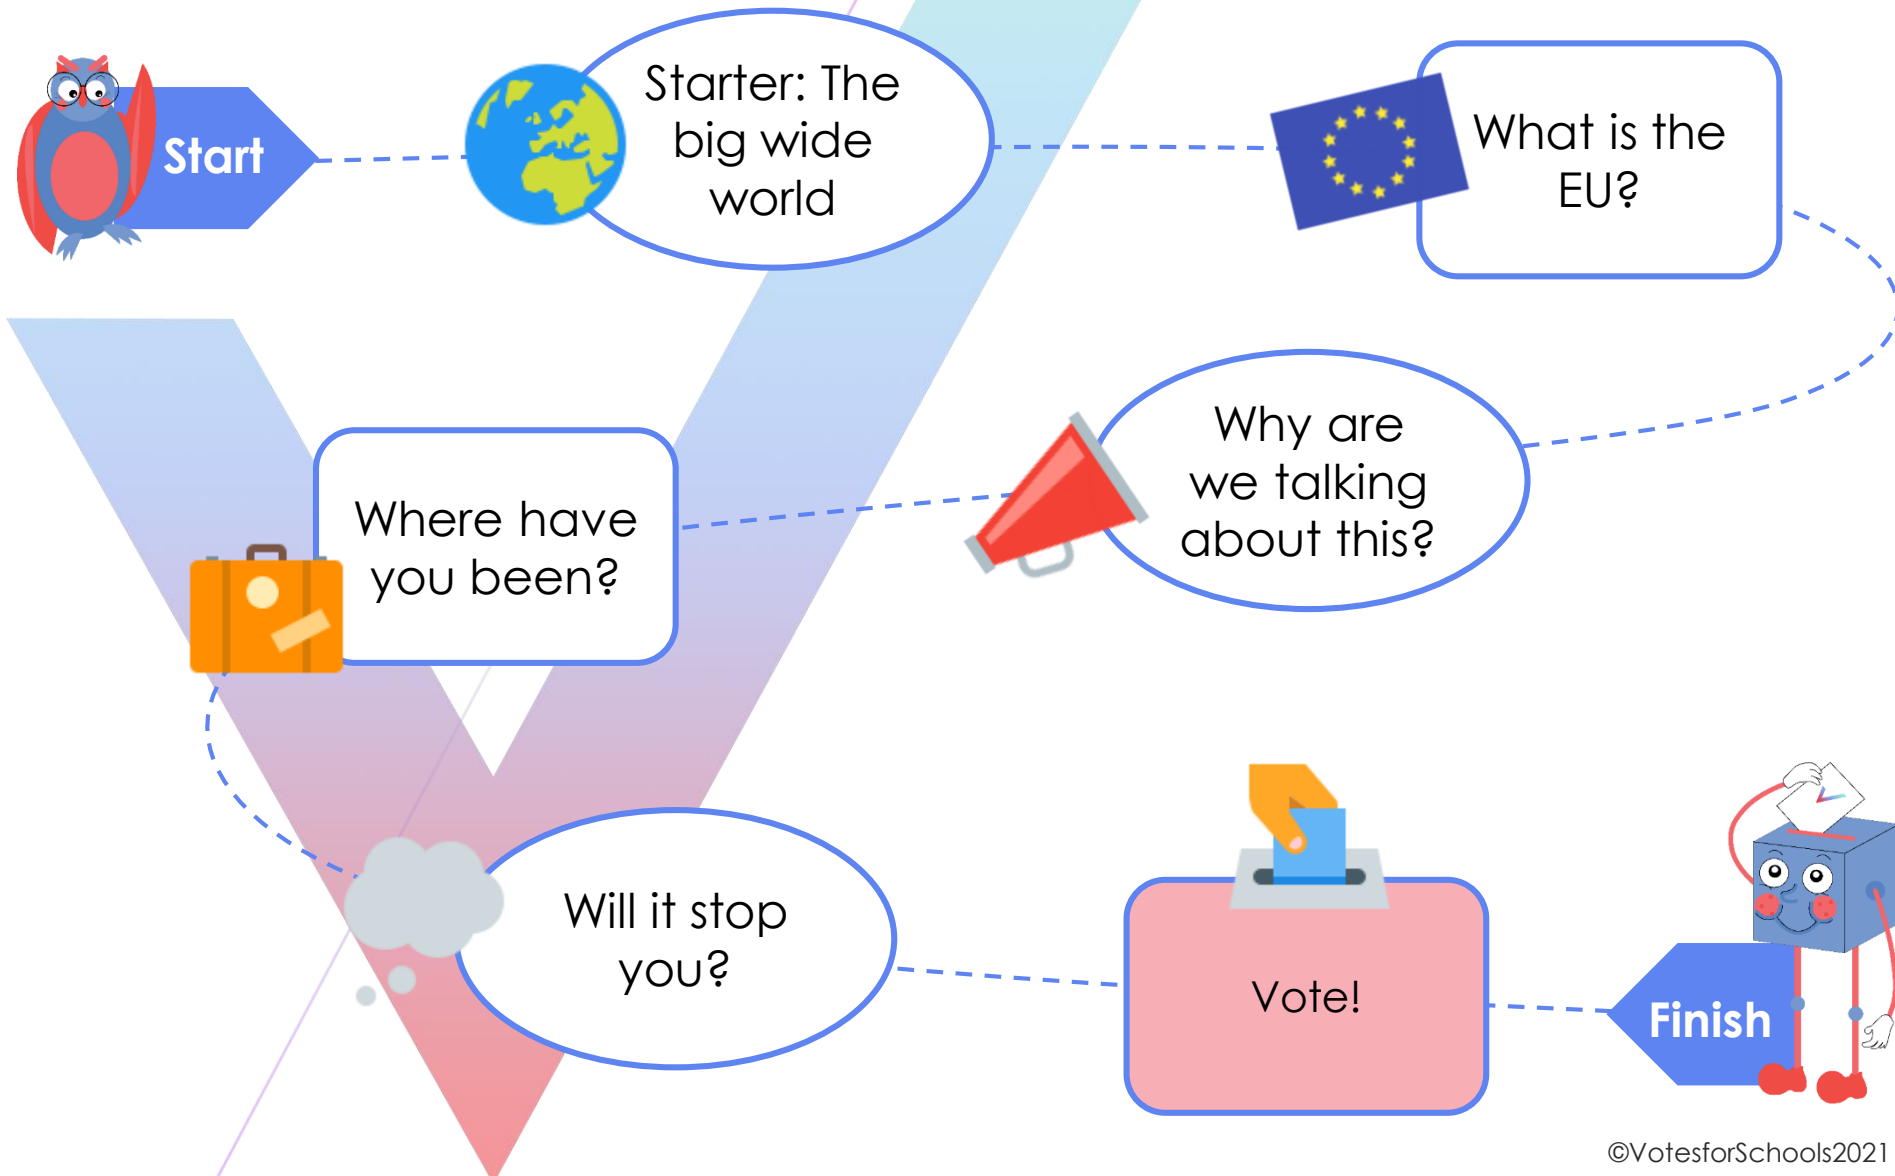 Start
Starter: The
big wide
world
What is the
EU?
Why are
we talking
about this?
Where have
you been?
Will it stop
you?
Vote!
Finish
©VotesforSchools2021